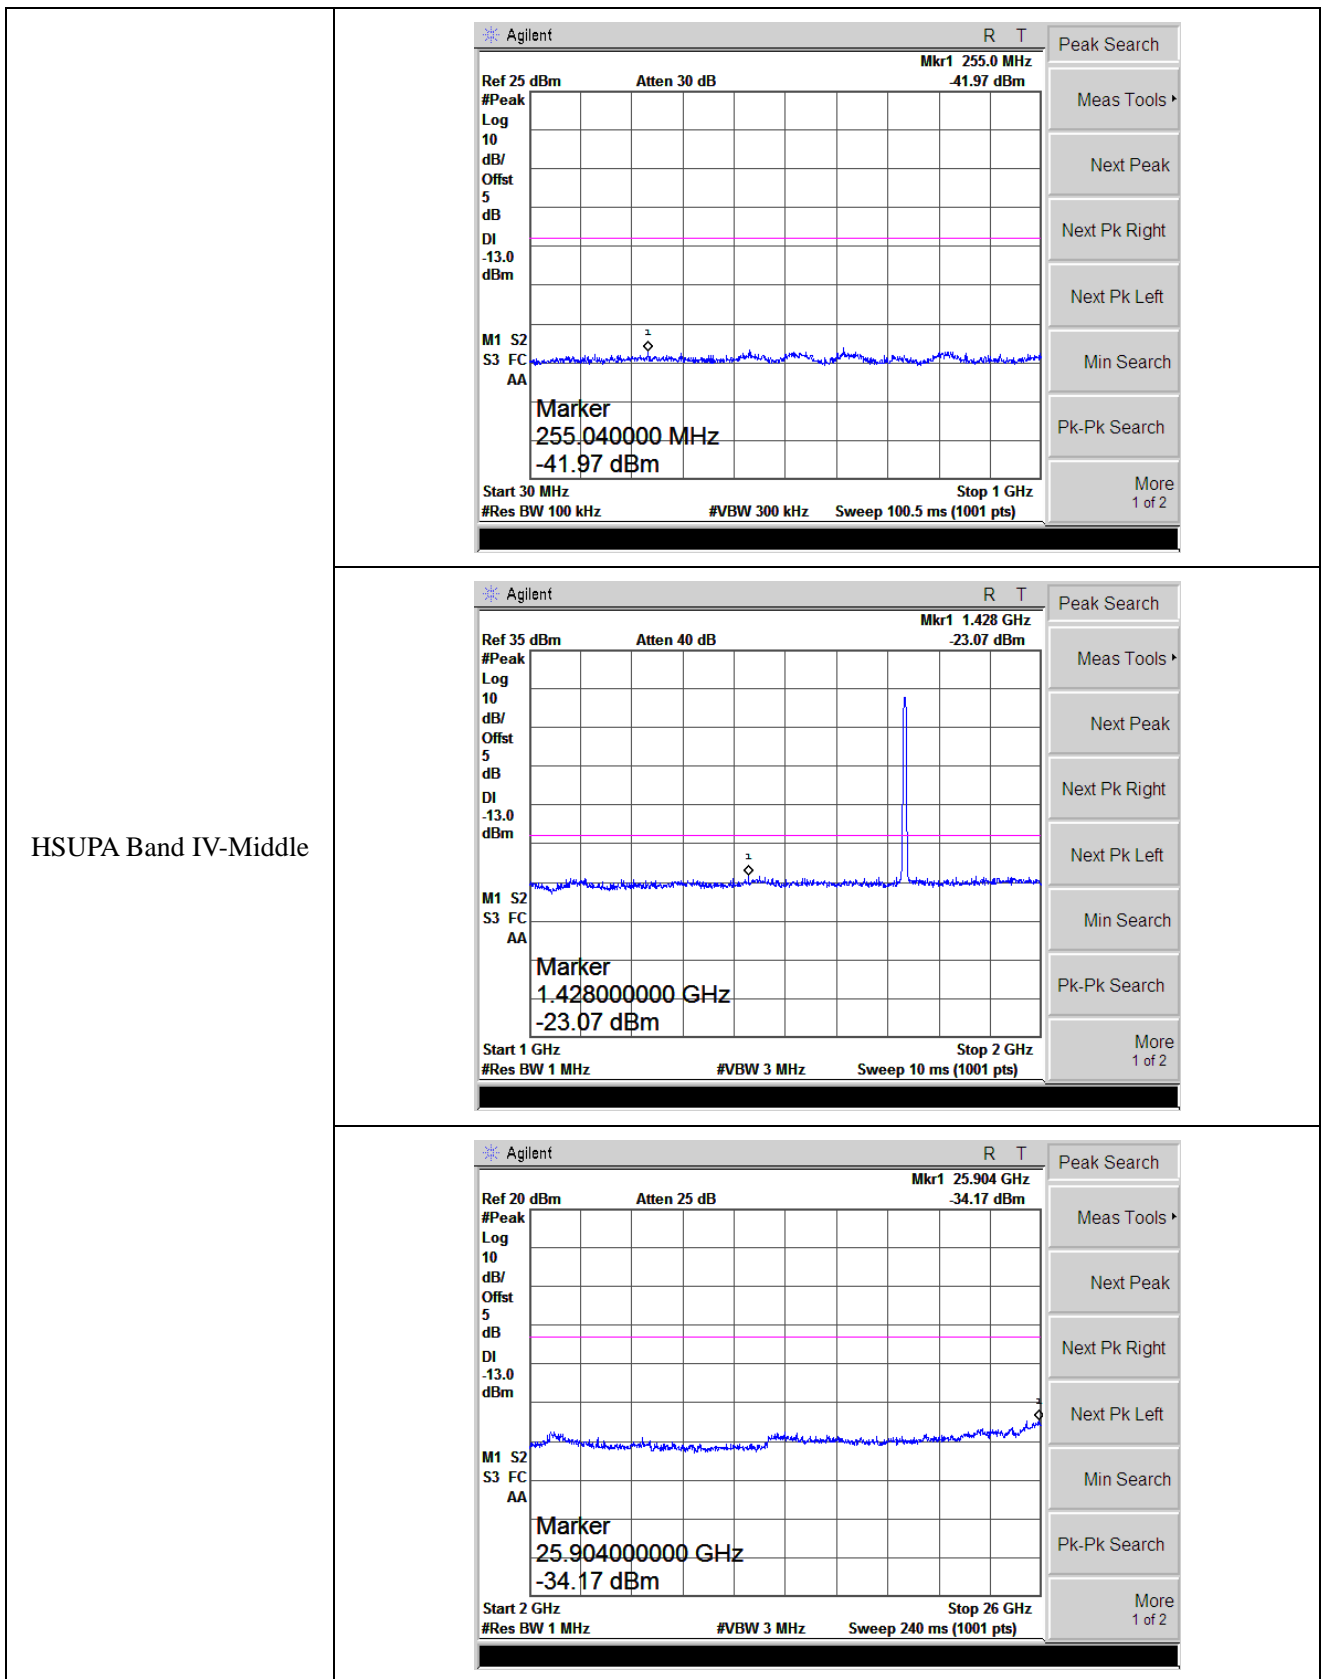 HSUPA Band IV-Middle
Agilent R T
Mkr1 255.0 MHz
Ref 25 dBm Atten 30 dB -41.97 dBm
#Peak
Log
10
dB/
Offst
5
dB
DI
-13.0
dBm
M1 S2
S3 FC
AA
1
Marker
255.040000 MHz
-41.97 dBm
Start 30 MHz Stop 1 GHz
#Res BW 100 kHz #VBW 300 kHz Sweep 100.5 ms (1001 pts)
Peak Search
Meas Tools
Next Peak
Next Pk Right
Next Pk Left
Min Search
Pk-Pk Search
More
1 of 2
Agilent R T
Mkr1 1.428 GHz
Ref 35 dBm Atten 40 dB -23.07 dBm
#Peak
Log
10
dB/
Offst
5
dB
DI
-13.0
dBm
M1 S2
S3 FC
AA
1
Marker
1.428000000 GHz
-23.07 dBm
Start 1 GHz Stop 2 GHz
#Res BW 1 MHz #VBW 3 MHz Sweep 10 ms (1001 pts)
Peak Search
Meas Tools
Next Peak
Next Pk Right
Next Pk Left
Min Search
Pk-Pk Search
More
1 of 2
Agilent R T
Mkr1 25.904 GHz
Ref 20 dBm Atten 25 dB -34.17 dBm
#Peak
Log
10
dB/
Offst
5
dB
DI
-13.0
dBm
M1 S2
S3 FC
AA
1
Marker
25.904000000 GHz
-34.17 dBm
Start 2 GHz Stop 26 GHz
#Res BW 1 MHz #VBW 3 MHz Sweep 240 ms (1001 pts)
Peak Search
Meas Tools
Next Peak
Next Pk Right
Next Pk Left
Min Search
Pk-Pk Search
More
1 of 2